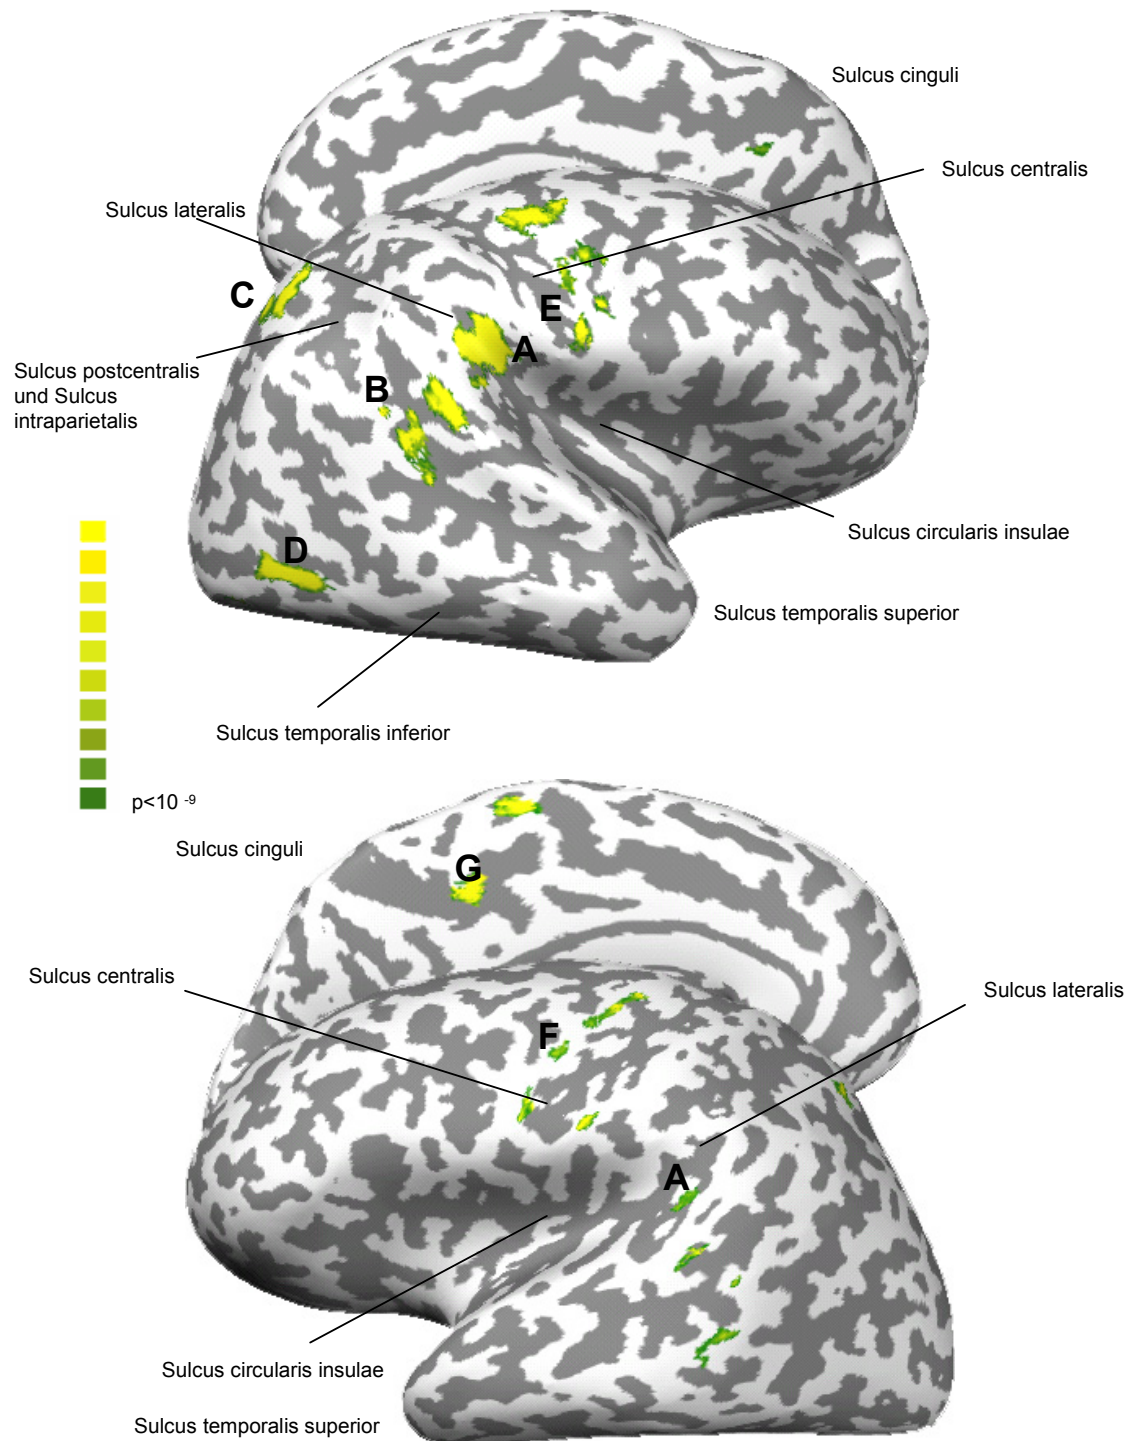 Sulcus cinguli
Sulcus centralis
Sulcus lateralis
C
E
A
Sulcus postcentralis
und Sulcus
intraparietalis
B
Sulcus circularis insulae
D
Sulcus temporalis superior
Sulcus temporalis inferior
p<10 -9
Sulcus cinguli
G
Sulcus centralis
Sulcus lateralis
F
A
Sulcus circularis insulae
Sulcus temporalis superior